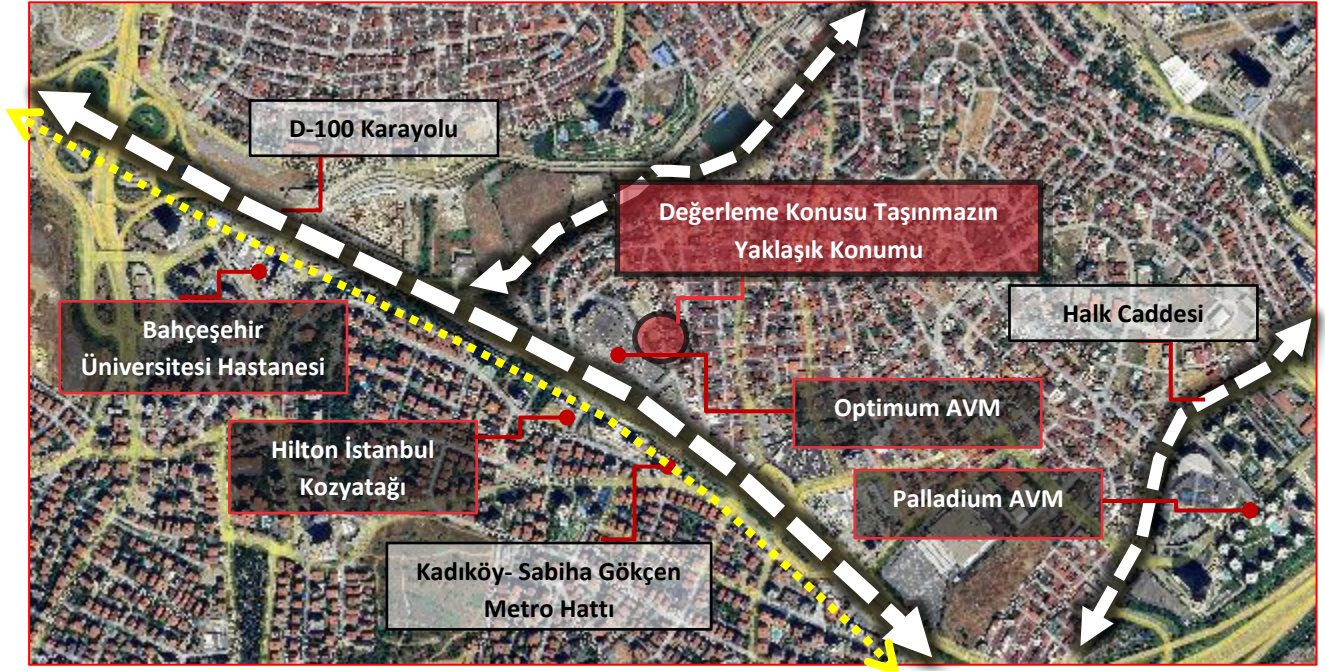 D-100 Karayolu
Değerleme Konusu Taşınmazın
Yaklaşık Konumu
Halk Caddesi
Bahçeşehir
Üniversitesi Hastanesi
Optimum AVM
Hilton İstanbul
Kozyatağı
Palladium AVM
Kadıköy- Sabiha Gökçen
Metro Hattı